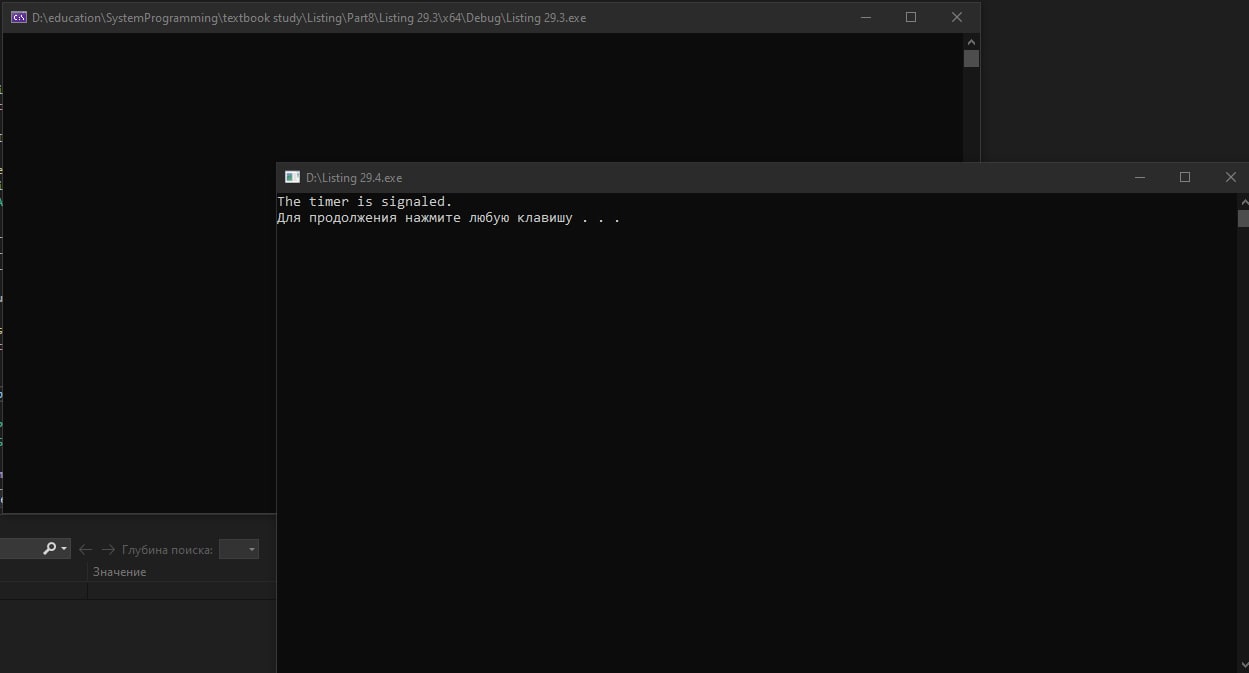 D:\education\SystemProgramming\textbook study\Listing\Part8\Listing 29.3\x64\Debug\Listing 29.3.exe
D:\Listing 29.4.exe
The timer is signaled.
Для продолжения нажмите любую клавишу . . .
Глубина поиска:
Значение